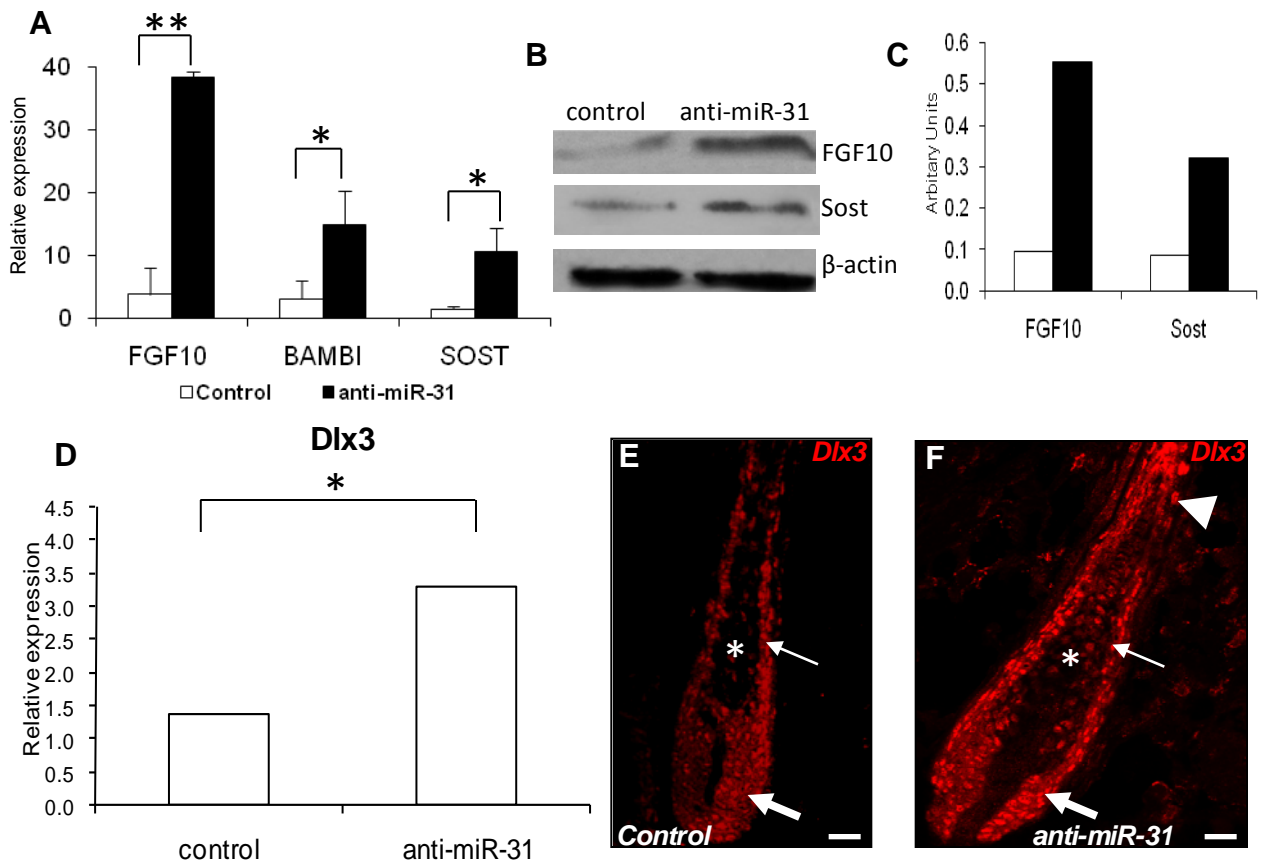 A
**
*
*
40
30
20
10
0
Relative expression
FGF10 BAMBI SOST
Control anti-miR-31
B
control anti-miR-31
FGF10
Sost
β-actin
C
0.6
0.5
0.4
0.3
0.2
0.1
0.0
Arbitary Units
FGF10 Sost
D
Dlx3
*
4.5
4.0
3.5
3.0
2.5
2.0
1.5
1.0
0.5
0.0
Relative expression
control anti-miR-31
E
Dlx3
*
Control
F
Dlx3
*
anti-miR-31